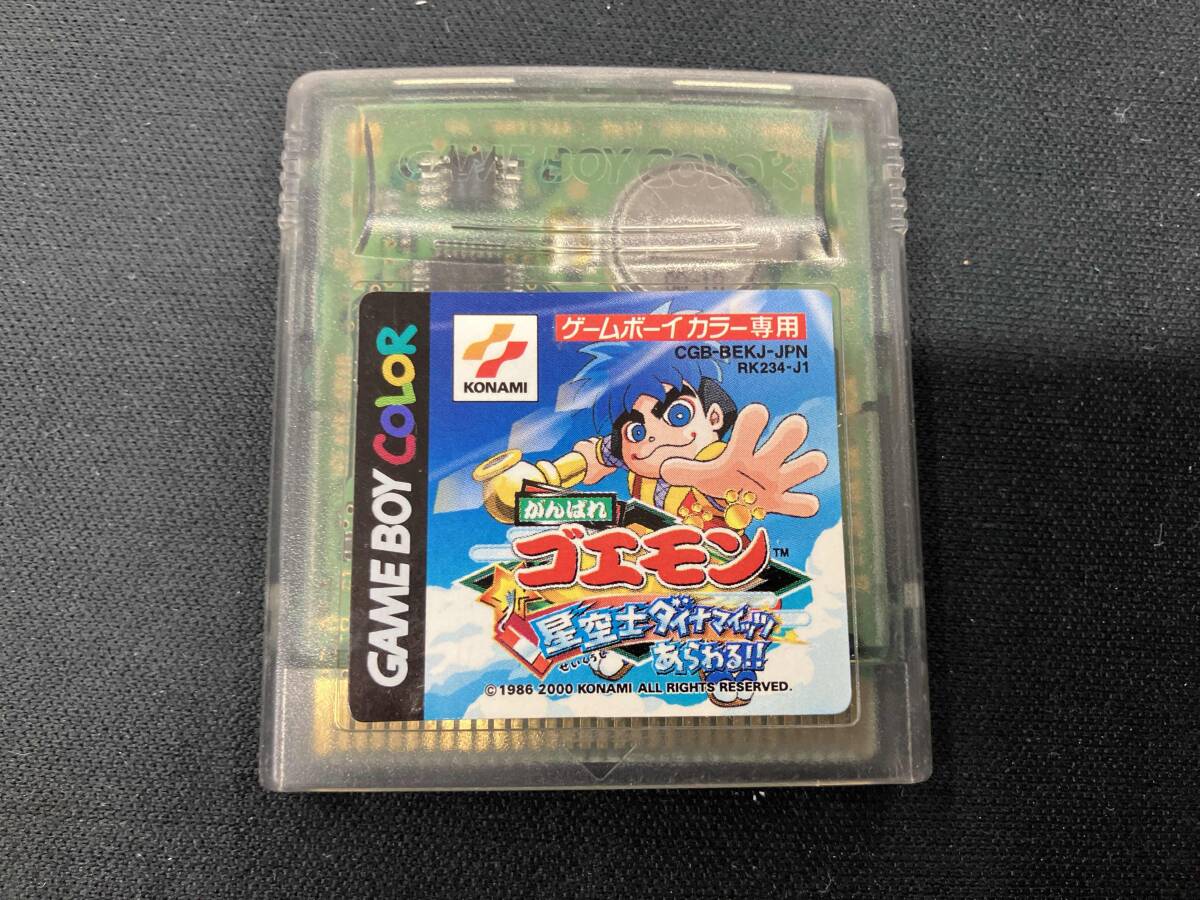 GAME BOY COLOR
GAME BOY COLOR
KONAMI
ゲームボーイカラー専用
CGB-BEKJ-JPN
RK234-J1
がんばれ
ゴエモン™
星空士ダイナマイッツ
せいくうし
あらわる!!
©1986 2000 KONAMI ALL RIGHTS RESERVED.